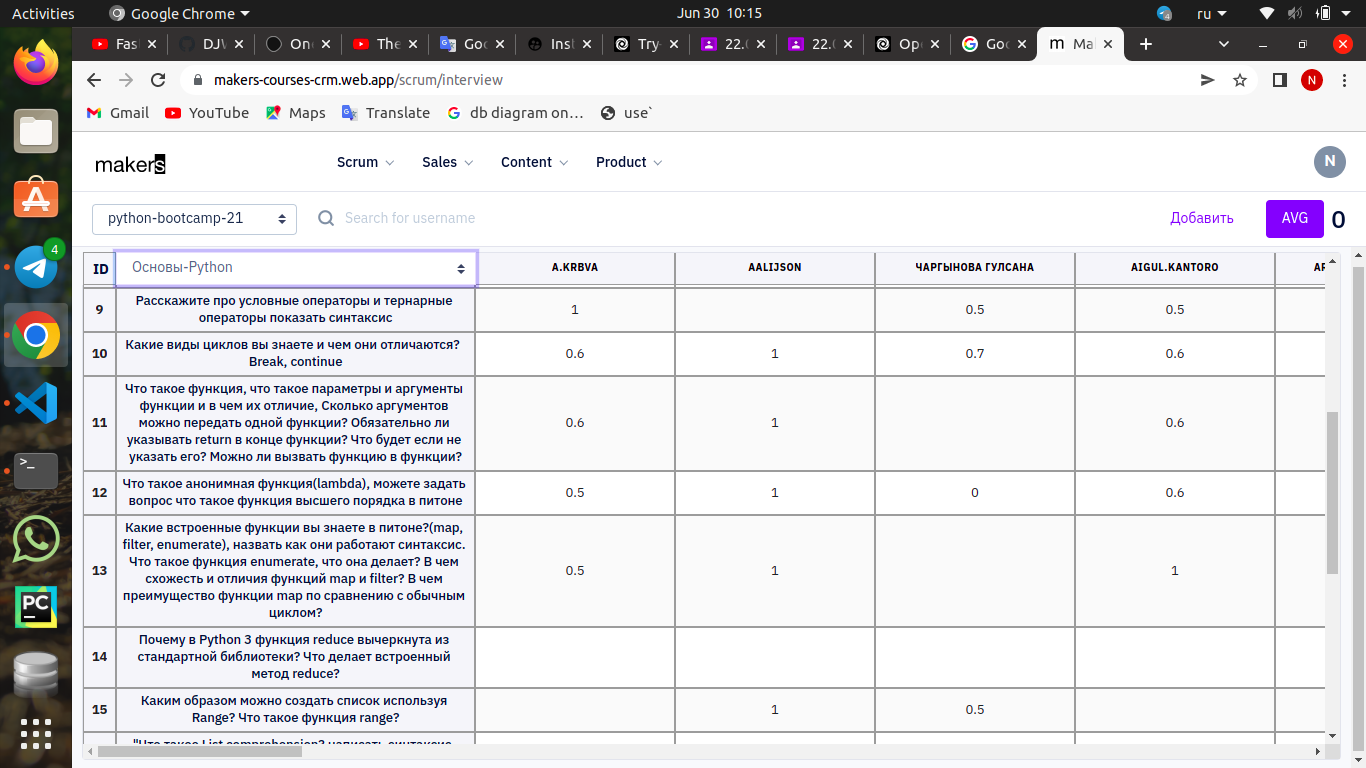 Activities
Google Chrome
Jun 30 10:15
4
ru
Fas
DJV
On
The
Goo
Ins
Try
22.0
22.0
Ope
Goo
Ma
makers-courses-crm.web.app/scrum/interview
N
Gmail
YouTube
Maps
Translate
db diagram on…
use`
makers
Scrum
Sales
Content
Product
N
python-bootcamp-21
Search for username
Добавить
AVG
0
4
ID
Основы-Python
A.KRBVA
AALIJSON
ЧАРГЫНОВА ГУЛСАНА
AIGUL.KANTORO
9
Расскажите про условные операторы и тернарные
операторы показать синтаксис
1
0.5
0.5
10
Какие виды циклов вы знаете и чем они отличаются?
Break, continue
0.6
1
0.7
0.6
11
Что такое функция, что такое параметры и аргументы
функции и в чем их отличие, Сколько аргументов
можно передать одной функции? Обязательно ли
указывать return в конце функции? Что будет если не
указать его? Можно ли вызвать функцию в функции?
0.6
1
0.6
12
Что такое анонимная функция(lambda), можете задать
вопрос что такое функция высшего порядка в питоне
0.5
1
0
0.6
13
Какие встроенные функции вы знаете в питоне?(map,
filter, enumerate), назвать как они работают синтаксис.
Что такое функция enumerate, что она делает? В чем
схожесть и отличия функций map и filter? В чем
преимущество функции map по сравнению с обычным
циклом?
0.5
1
1
14
Почему в Python 3 функция reduce вычеркнута из
стандартной библиотеки? Что делает встроенный
метод reduce?
15
Каким образом можно создать список используя
Range? Что такое функция range?
1
0.5
"Что такое List comprehension? написать синтаксис
PC